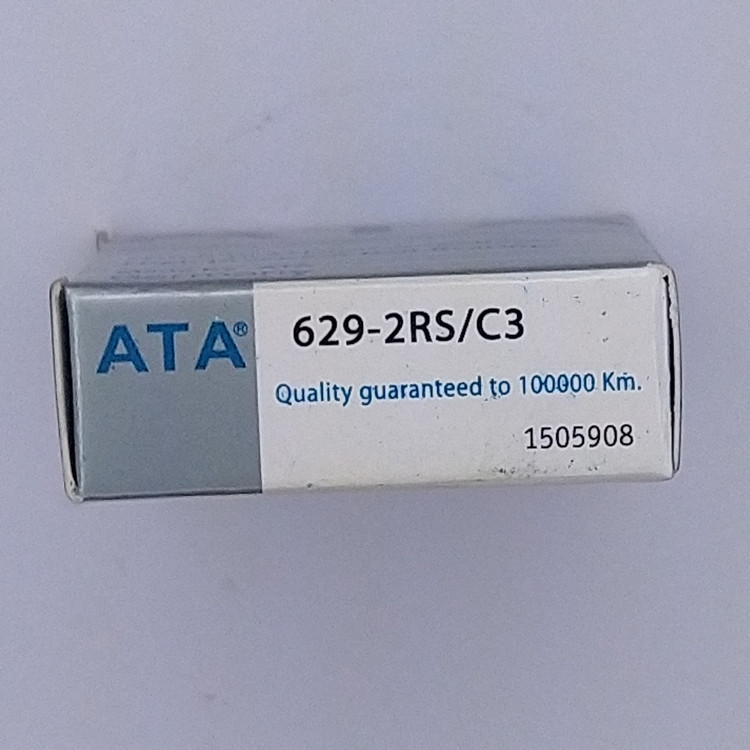 ATA®
629-2RS/C3
Quality guaranteed to 100000 Km.
1505908